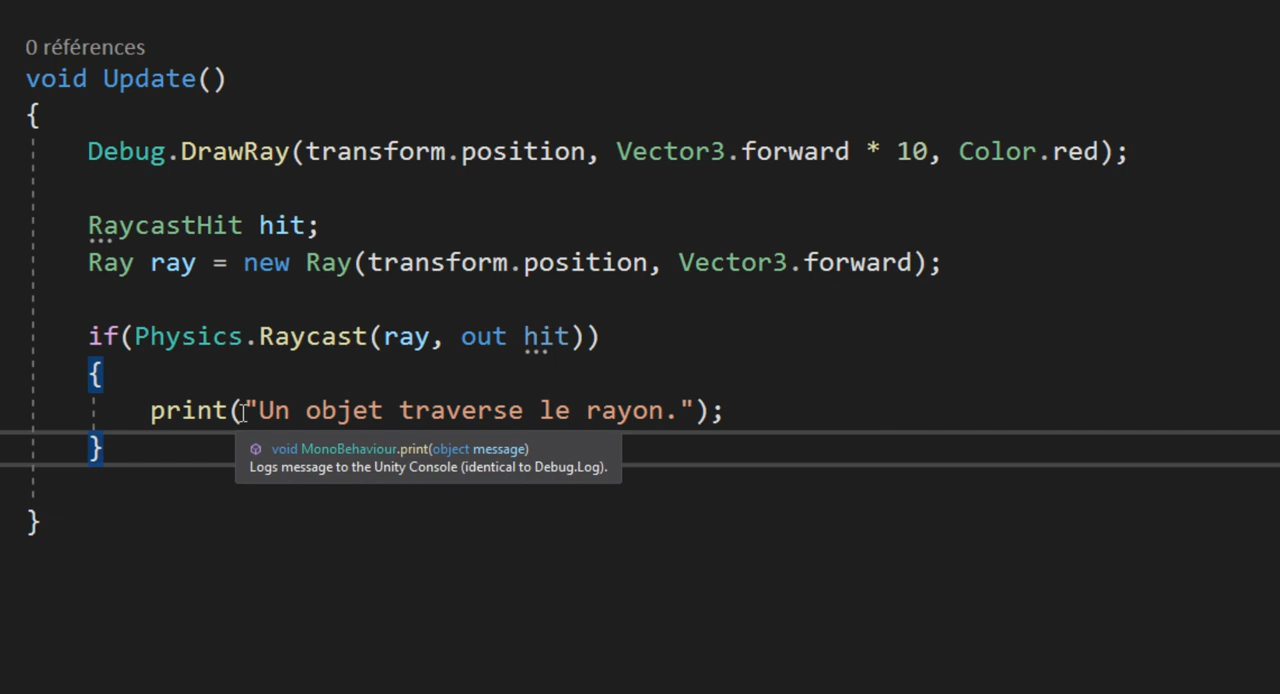 0 références
void Update()
{
Debug.DrawRay(transform.position, Vector3.forward * 10, Color.red);
RaycastHit hit;
Ray ray = new Ray(transform.position, Vector3.forward);
if(Physics.Raycast(ray, out hit))
{
print("Un objet traverse le rayon.");
}
void MonoBehaviour.print(object message)
Logs message to the Unity Console (identical to Debug.Log).
}